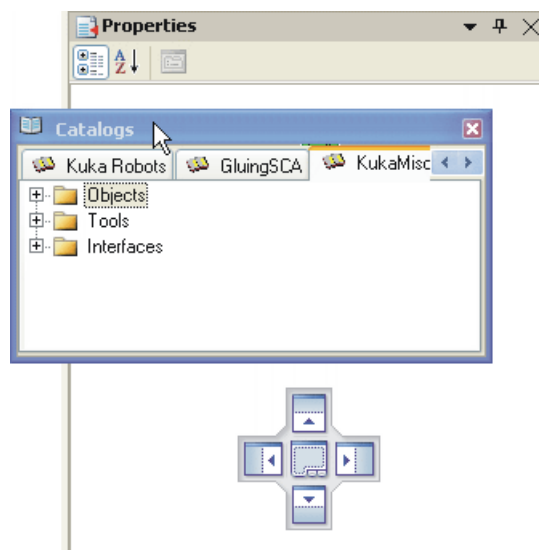 Properties
A
Z
Catalogs
Kuka Robots GluingSCA KukaMisc
Objects
Tools
Interfaces